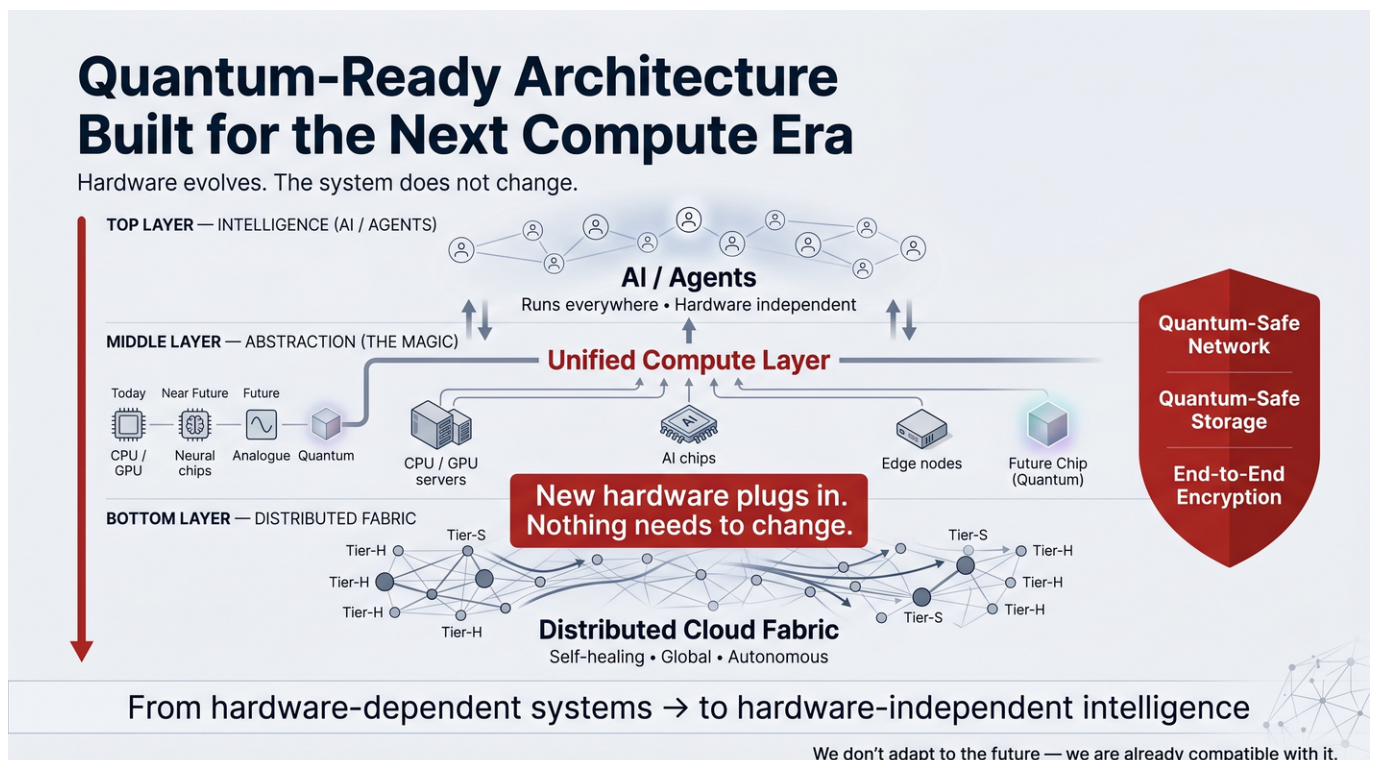 Quantum-Ready Architecture
Built for the Next Compute Era
Hardware evolves. The system does not change.
TOP LAYER — INTELLIGENCE (AI / AGENTS)
AI / Agents
Runs everywhere • Hardware independent
MIDDLE LAYER — ABSTRACTION (THE MAGIC)
Unified Compute Layer
Today
Near Future
Future
CPU /
GPU
Neural
chips
Analogue
Quantum
CPU / GPU
servers
AI
AI chips
Edge nodes
Future Chip
(Quantum)
New hardware plugs in.
Nothing needs to change.
BOTTOM LAYER — DISTRIBUTED FABRIC
Tier-H
Tier-S
Tier-H
Tier-H
Tier-H
Tier-S
Tier-H
Tier-H
Tier-S
Tier-H
Distributed Cloud Fabric
Self-healing • Global • Autonomous
Quantum-Safe
Network
Quantum-Safe
Storage
End-to-End
Encryption
From hardware-dependent systems → to hardware-independent intelligence
We don't adapt to the future — we are already compatible with it.